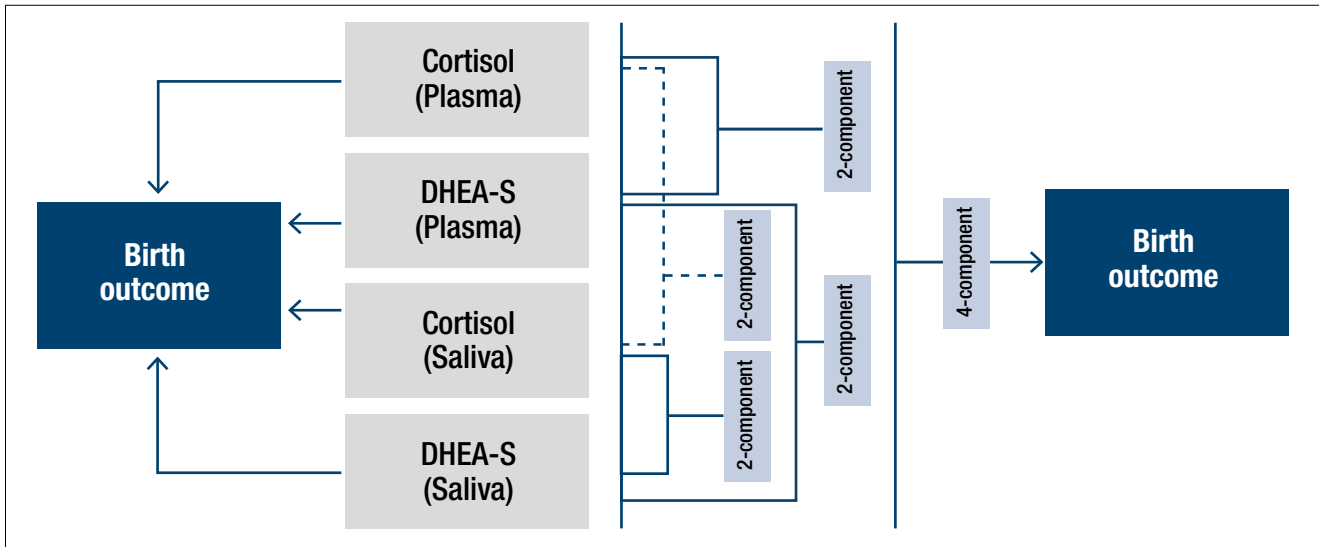 Birth
outcome
Cortisol
(Plasma)
DHEA-S
(Plasma)
Cortisol
(Saliva)
DHEA-S
(Saliva)
2-component
2-component
2-component
2-component
4-component
Birth
outcome